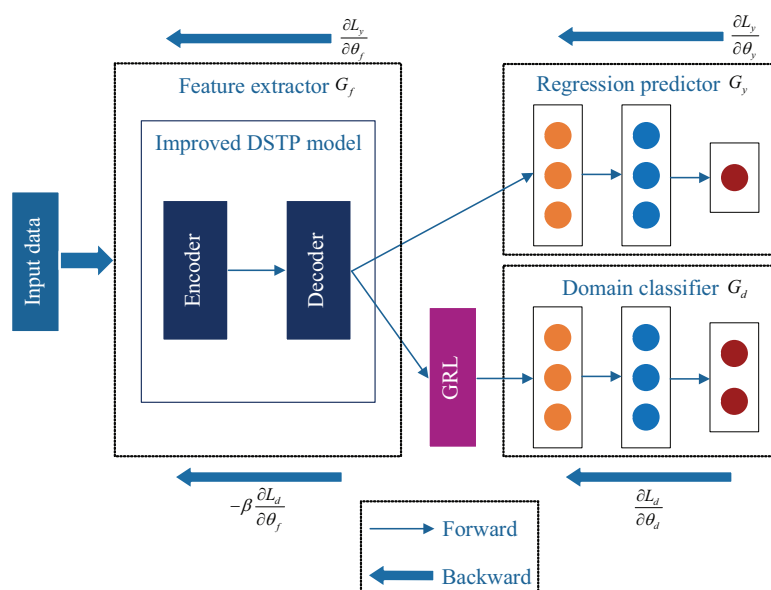 ∂L_y/∂θ_f
∂L_y/∂θ_y
Feature extractor G_f
Regression predictor G_y
Improved DSTP model
Input data
Encoder
Decoder
Domain classifier G_d
GRL
−β ∂L_d/∂θ_f
∂L_d/∂θ_d
Forward
Backward